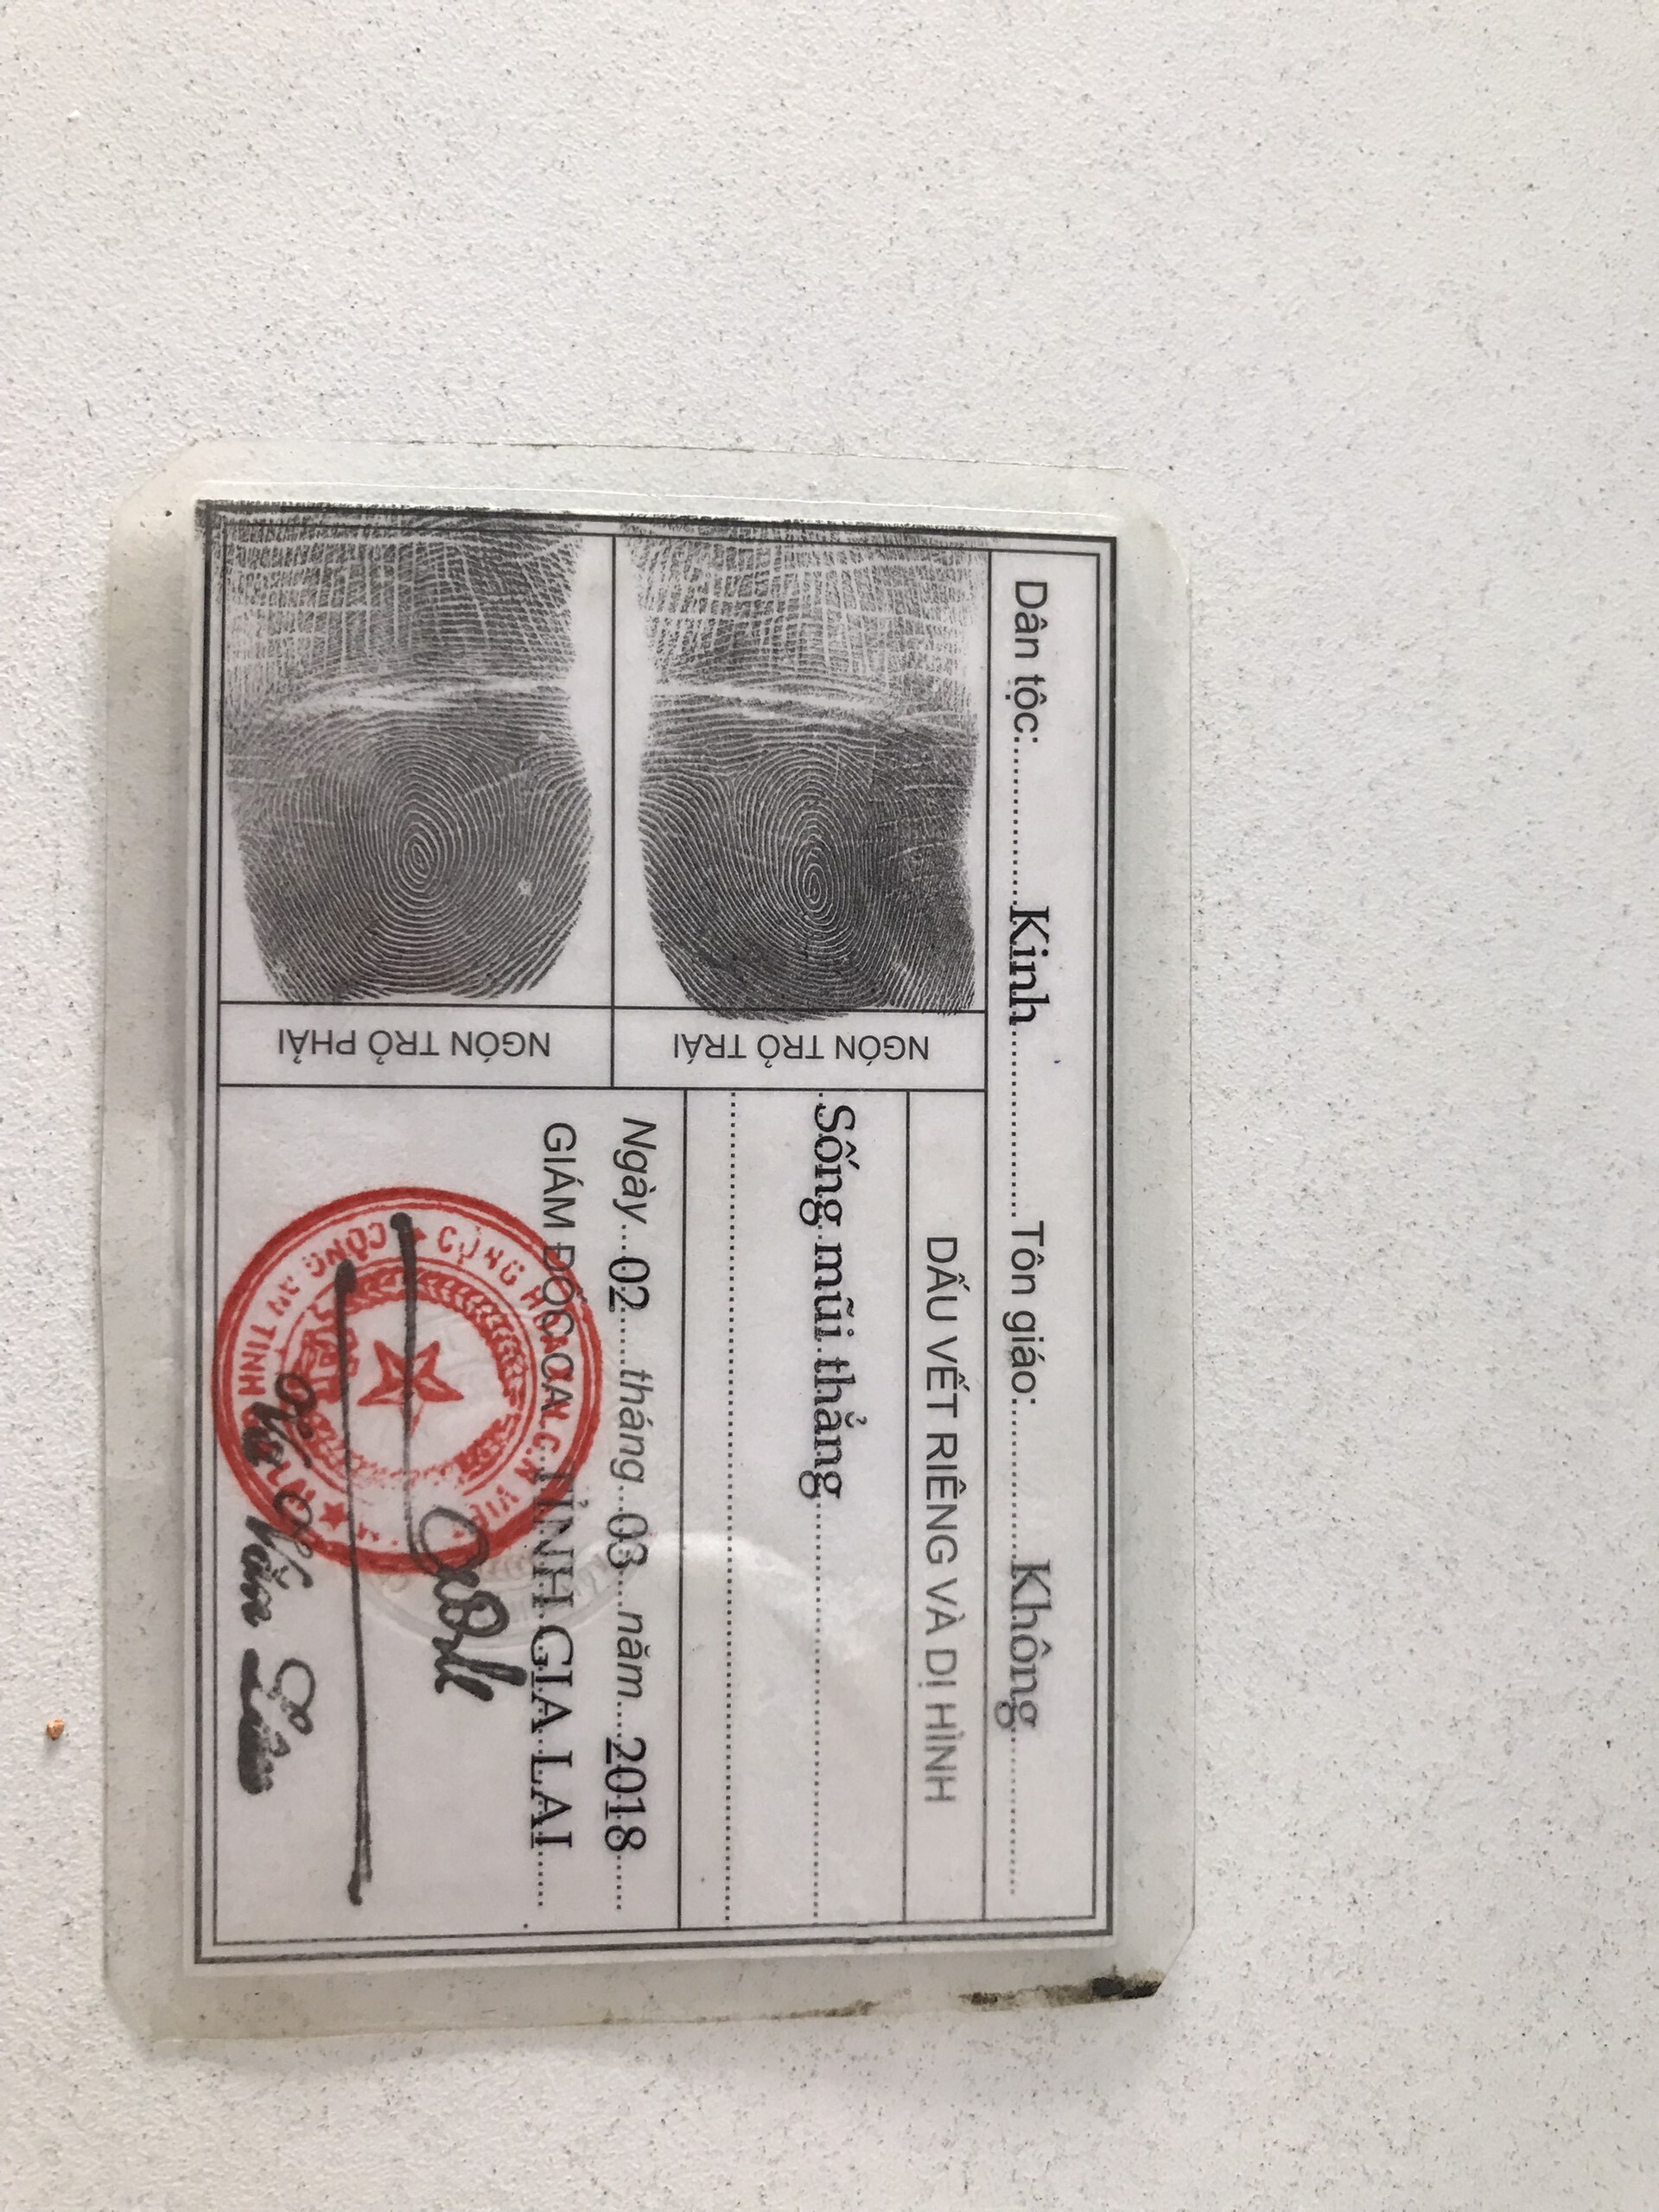 Dân tộc:..............Kinh..............Tôn giáo:..............Không..............
NGÓN TRỎ TRÁI
DẤU VẾT RIÊNG VÀ DỊ HÌNH
Sống mũi thẳng
NGÓN TRỎ PHẢI
Ngày...02...tháng...03...năm...2018...
GIÁM ĐỐC CA TỈNH GIA LAI
Văn